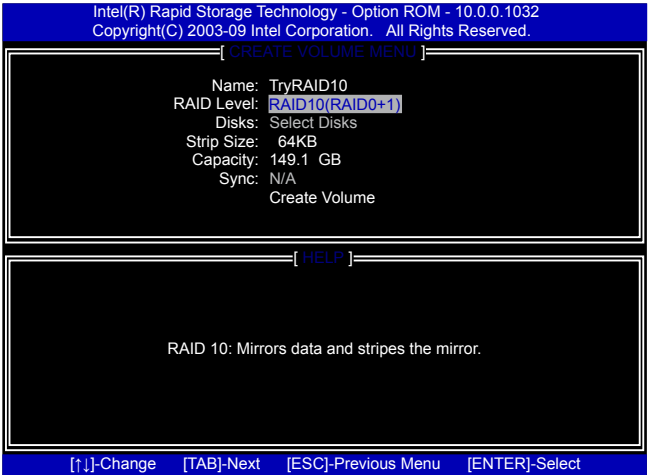 Intel(R) Rapid Storage Technology - Option ROM - 10.0.0.1032
Copyright(C) 2003-09 Intel Corporation. All Rights Reserved.
[ CREATE VOLUME MENU ]
Name: TryRAID10
RAID Level: RAID10(RAID0+1)
Disks: Select Disks
Strip Size: 64KB
Capacity: 149.1 GB
Sync: N/A
Create Volume
[ HELP ]
RAID 10: Mirrors data and stripes the mirror.
[↑↓]-Change [TAB]-Next [ESC]-Previous Menu [ENTER]-Select